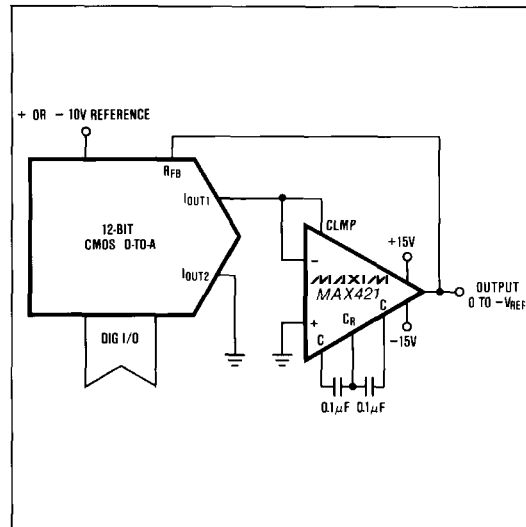 + OR – 10V REFERENCE
RFB
IOUT1
12-BIT
CMOS D-TO-A
IOUT2
DIG I/O
CLMP
+15V
–
MAXIM
MAX421
+
C
CR
C
–15V
OUTPUT
0 TO –VREF
0.1μF 0.1μF